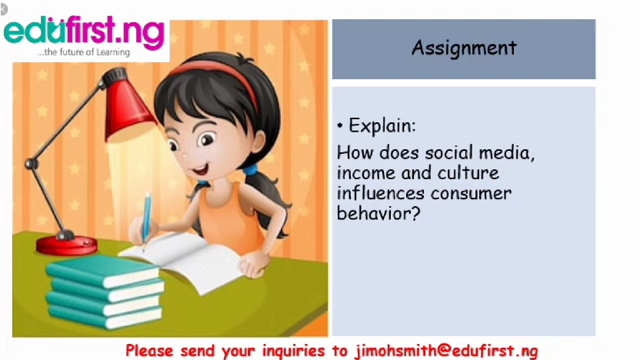 edufirst.ng
...the future of Learning
Assignment
• Explain:
How does social media,
income and culture
influences consumer
behavior?
Please send your inquiries to jimohsmith@edufirst.ng